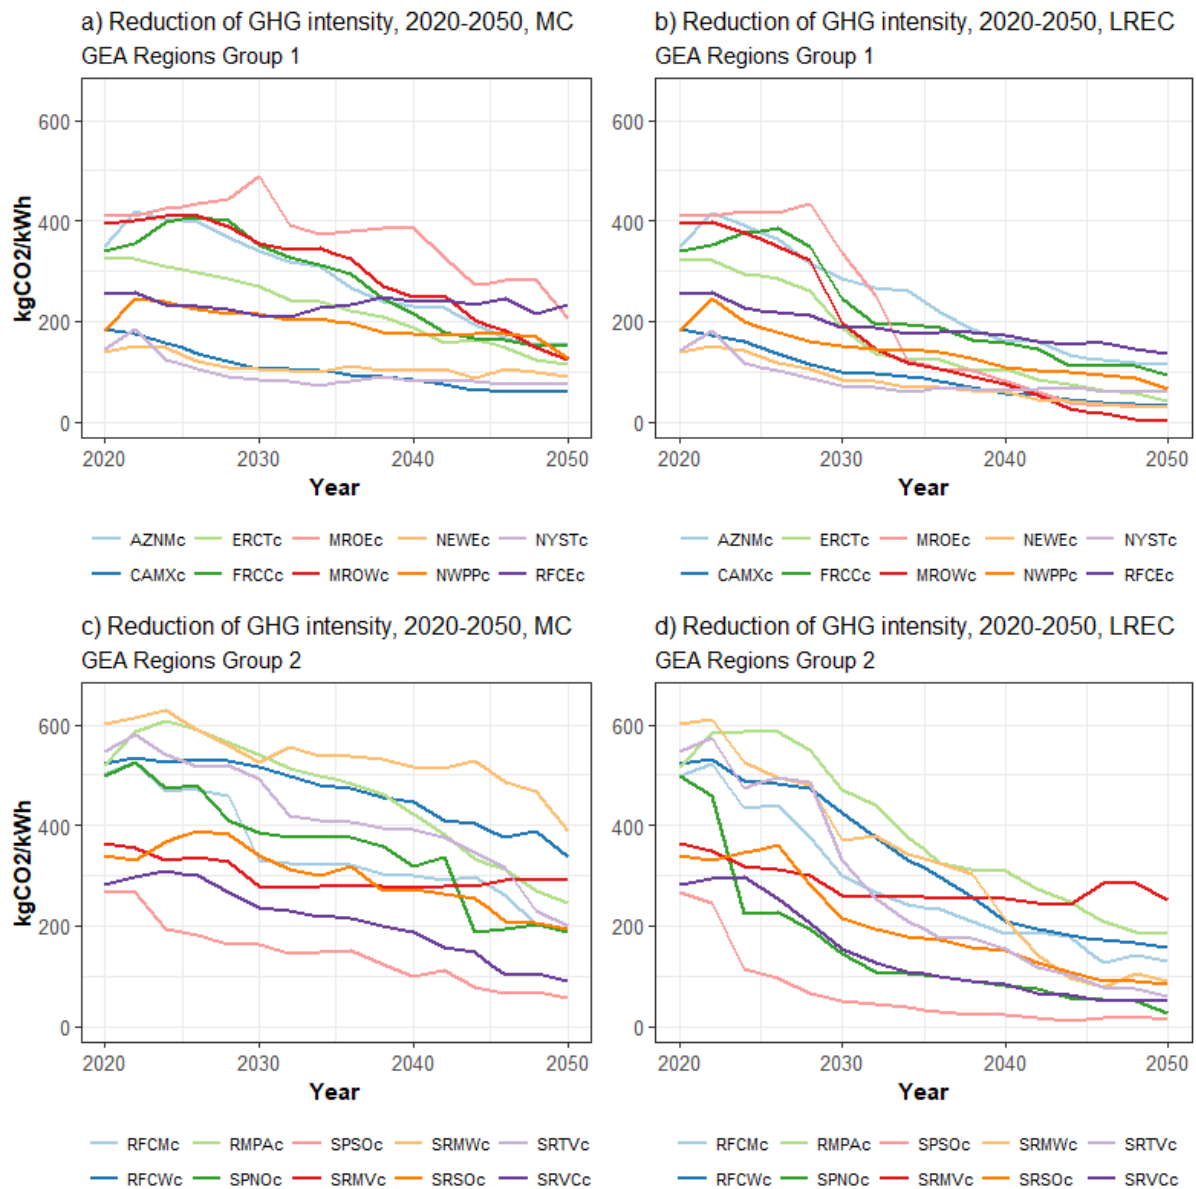 a) Reduction of GHG intensity, 2020-2050, MC
GEA Regions Group 1
kgCO2/kWh
600
400
200
0
2020 2030 2040 2050
Year
AZNMc ERCTc MROEc NEWEc NYSTc
CAMXc FRCCc MROWc NWPPc RFCEc
b) Reduction of GHG intensity, 2020-2050, LREC
GEA Regions Group 1
600
400
200
0
2020 2030 2040 2050
Year
AZNMc ERCTc MROEc NEWEc NYSTc
CAMXc FRCCc MROWc NWPPc RFCEc
c) Reduction of GHG intensity, 2020-2050, MC
GEA Regions Group 2
kgCO2/kWh
600
400
200
0
2020 2030 2040 2050
Year
RFCMc RMPAc SPSOc SRMWc SRTVc
RFCWc SPNOc SRMVc SRSOc SRVCc
d) Reduction of GHG intensity, 2020-2050, LREC
GEA Regions Group 2
600
400
200
0
2020 2030 2040 2050
Year
RFCMc RMPAc SPSOc SRMWc SRTVc
RFCWc SPNOc SRMVc SRSOc SRVCc